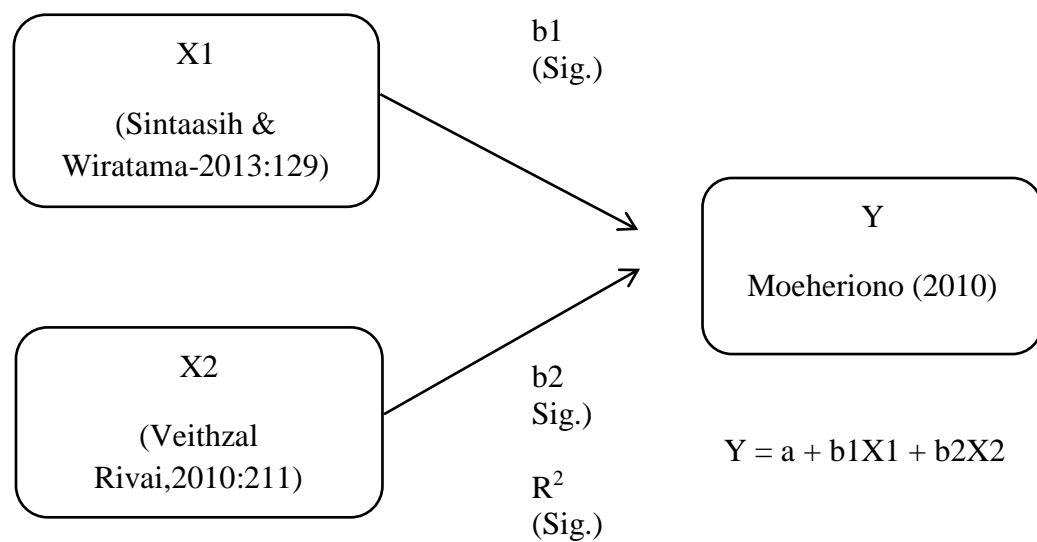 X1
(Sintaasih &
Wiratama-2013:129)
b1
(Sig.)
Y
Moeheriono (2010)
X2
(Veithzal
Rivai,2010:211)
b2
Sig.)
R²
(Sig.)
Y = a + b1X1 + b2X2